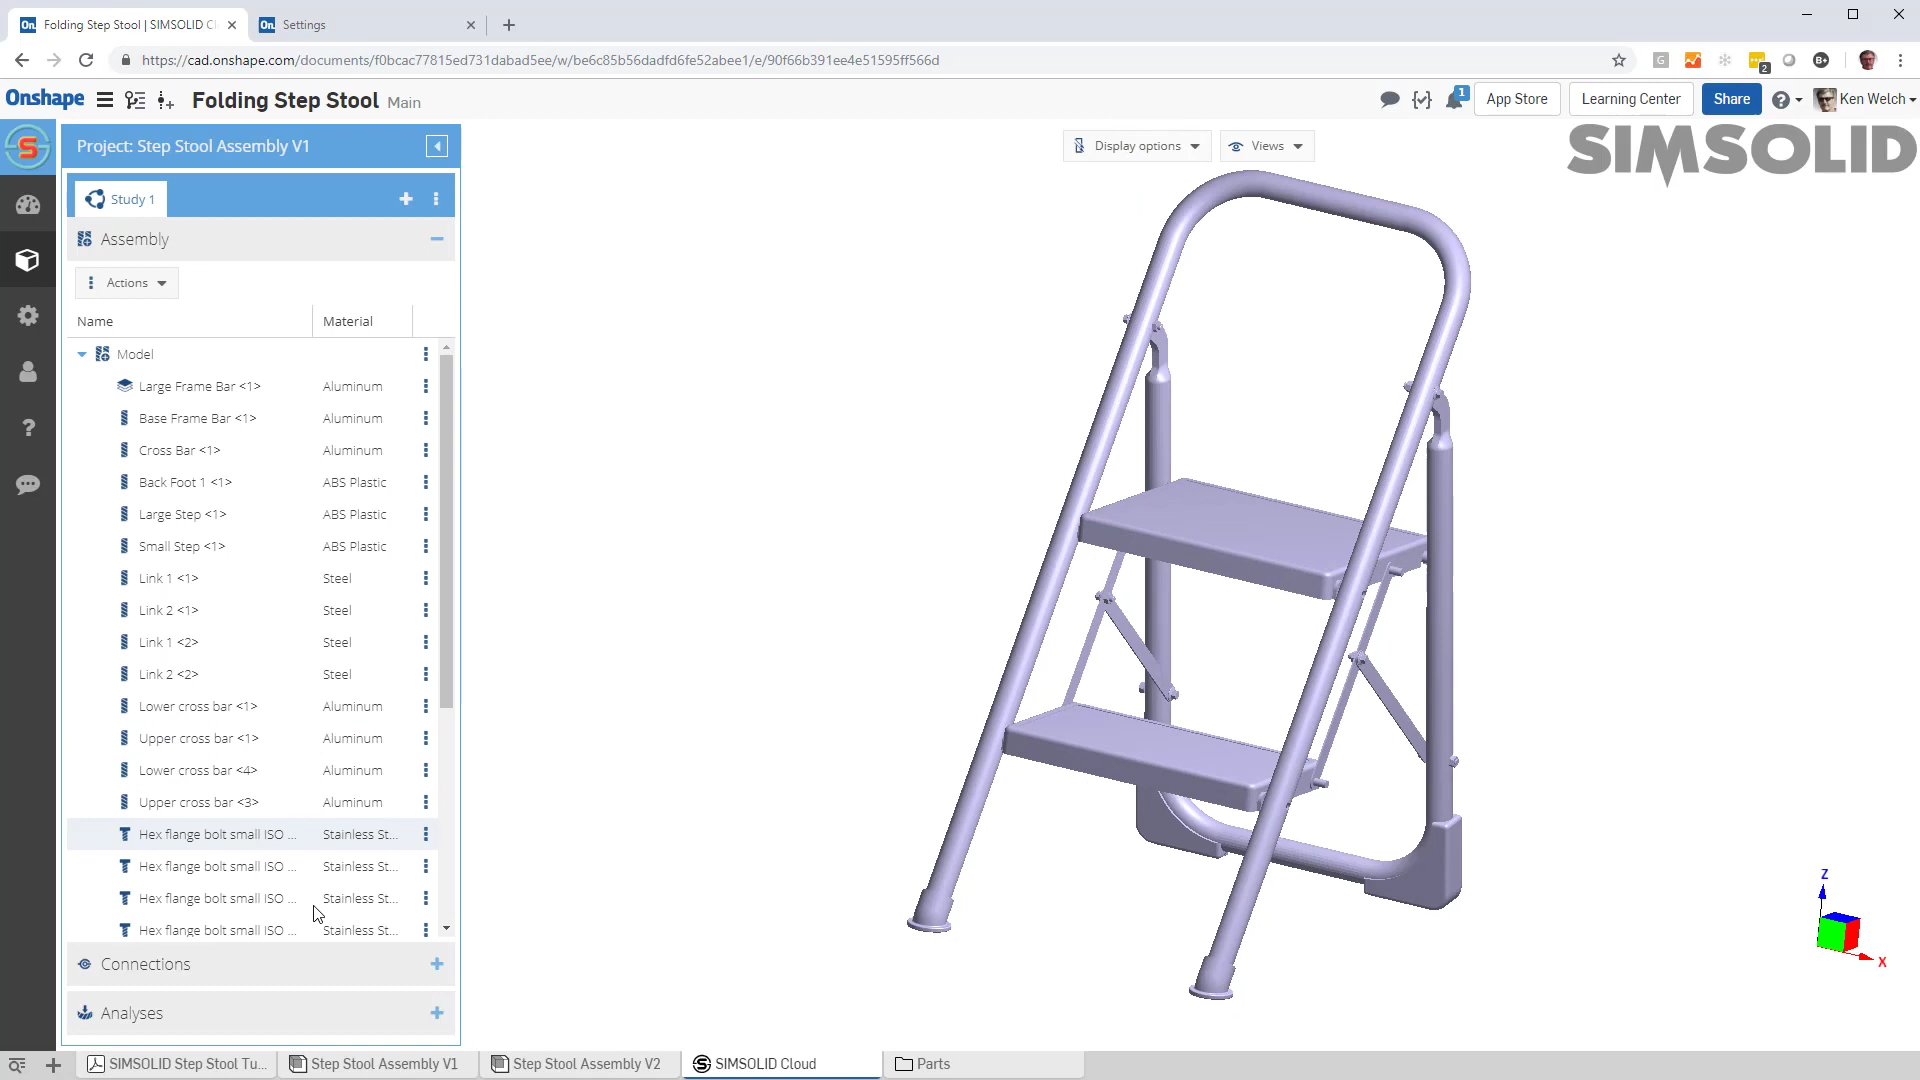 Folding Step Stool | SIMSOLID C
Settings
https://cad.onshape.com/documents/f0bcac77815ed731dabad5ee/w/be6c85b56dadfd6fe52abee1/e/90f66b391ee4e51595ff566d
G
2
B+
Onshape
Folding Step Stool Main
1
App Store
Learning Center
Share
Ken Welch
S
Project: Step Stool Assembly V1
Display options
Views
SIMSOLID
Study 1
Assembly
Actions
Name Material
Model
Large Frame Bar <1> Aluminum
Base Frame Bar <1> Aluminum
Cross Bar <1> Aluminum
Back Foot 1 <1> ABS Plastic
Large Step <1> ABS Plastic
Small Step <1> ABS Plastic
Link 1 <1> Steel
Link 2 <1> Steel
Link 1 <2> Steel
Link 2 <2> Steel
Lower cross bar <1> Aluminum
Upper cross bar <1> Aluminum
Lower cross bar <4> Aluminum
Upper cross bar <3> Aluminum
Hex flange bolt small ISO ... Stainless St...
Hex flange bolt small ISO ... Stainless St...
Hex flange bolt small ISO ... Stainless St...
Hex flange bolt small ISO ... Stainless St...
Connections
Analyses
Z
X
SIMSOLID Step Stool Tu...
Step Stool Assembly V1
Step Stool Assembly V2
SIMSOLID Cloud
Parts